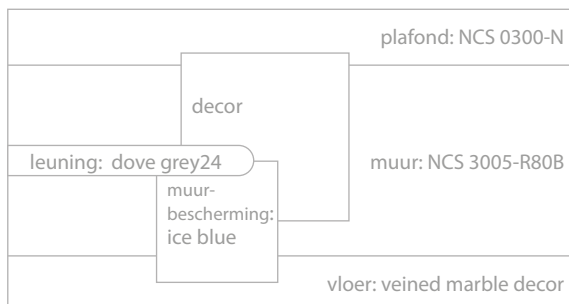 plafond: NCS 0300-N
decor
leuning: dove grey24
muur: NCS 3005-R80B
muur-
bescherming:
ice blue
vloer: veined marble decor